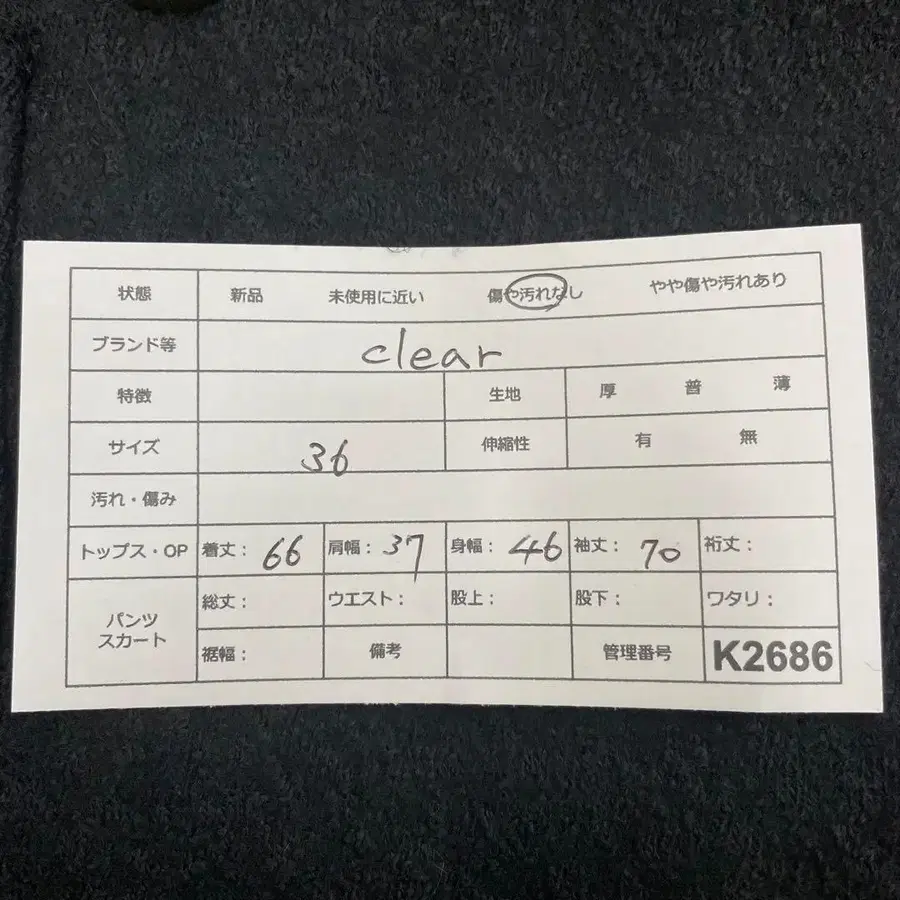 状態 新品 未使用に近い 傷や汚れなし やや傷や汚れあり
ブランド等 clear
特徴 生地 厚 普 薄
サイズ 36 伸縮性 有 無
汚れ・傷み
トップス・OP 着丈: 66 肩幅: 37 身幅: 46 袖丈: 70 裄丈:
パンツ スカート 総丈: ウエスト: 股上: 股下: ワタリ:
裾幅: 備考 管理番号 K2686